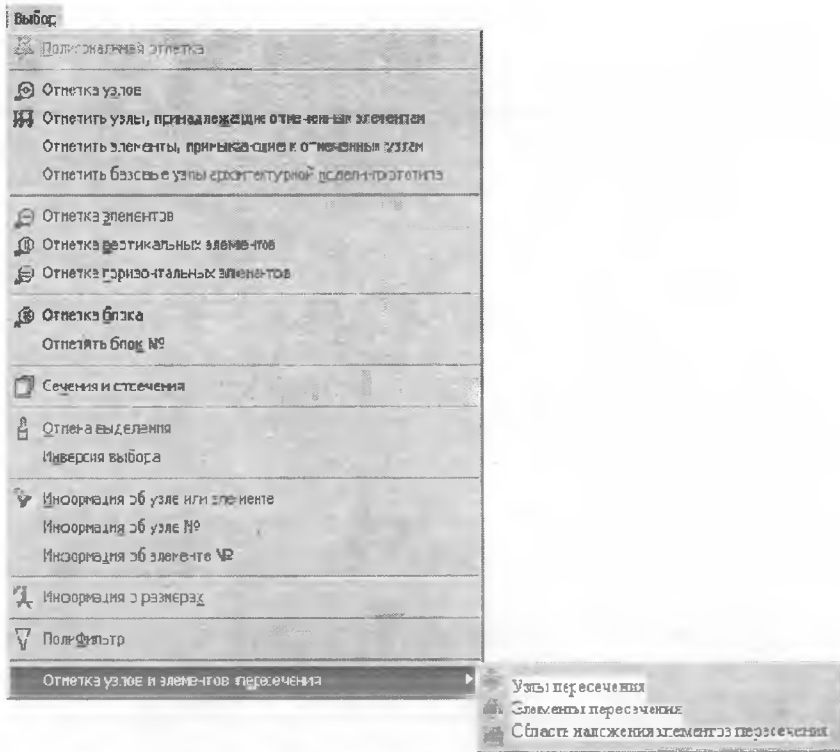 Выбор
Полигональная отметка
Отметка узлов
Отметить узлы, принадлежащие отмеченным элементам
Отметить элементы, примыкающие к отмеченным узлам
Отметить базовые узлы архитектурной модели-прототипа
Отметка элементов
Отметка вертикальных элементов
Отметка горизонтальных элементов
Отметка блока
Отметить блок №
Сечения и отсечения
Отмена выделения
Инверсия выбора
Информация об узле или элементе
Информация об узле №
Информация об элементе №
Информация о размерах
ПолиФильтр
Отметка узлов и элементов пересечения
Узлы пересечения
Элементы пересечения
Область наложения элементов пересечения